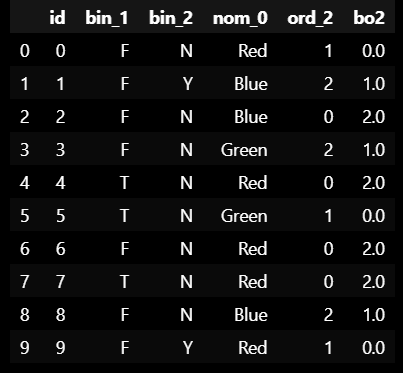 id bin_1 bin_2 nom_0 ord_2 bo2
0 0 F N Red 1 0.0
1 1 F Y Blue 2 1.0
2 2 F N Blue 0 2.0
3 3 F N Green 2 1.0
4 4 T N Red 0 2.0
5 5 T N Green 1 0.0
6 6 F N Red 0 2.0
7 7 T N Red 0 2.0
8 8 F N Blue 2 1.0
9 9 F Y Red 1 0.0